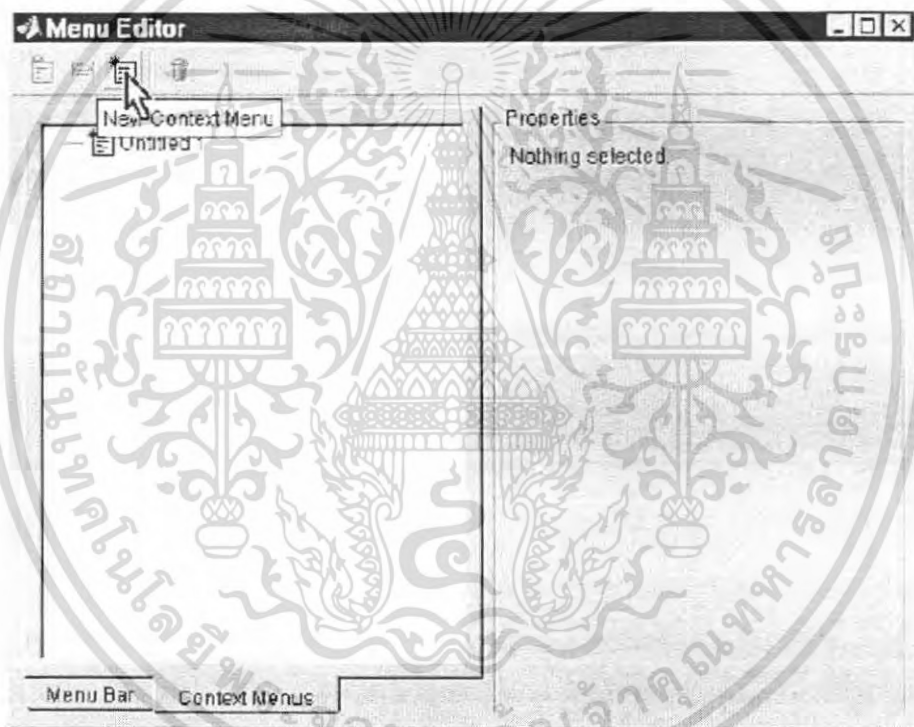 Menu Editor
New Context Menu
Untitled 1
Properties
Nothing selected.
Menu Bar
Context Menus